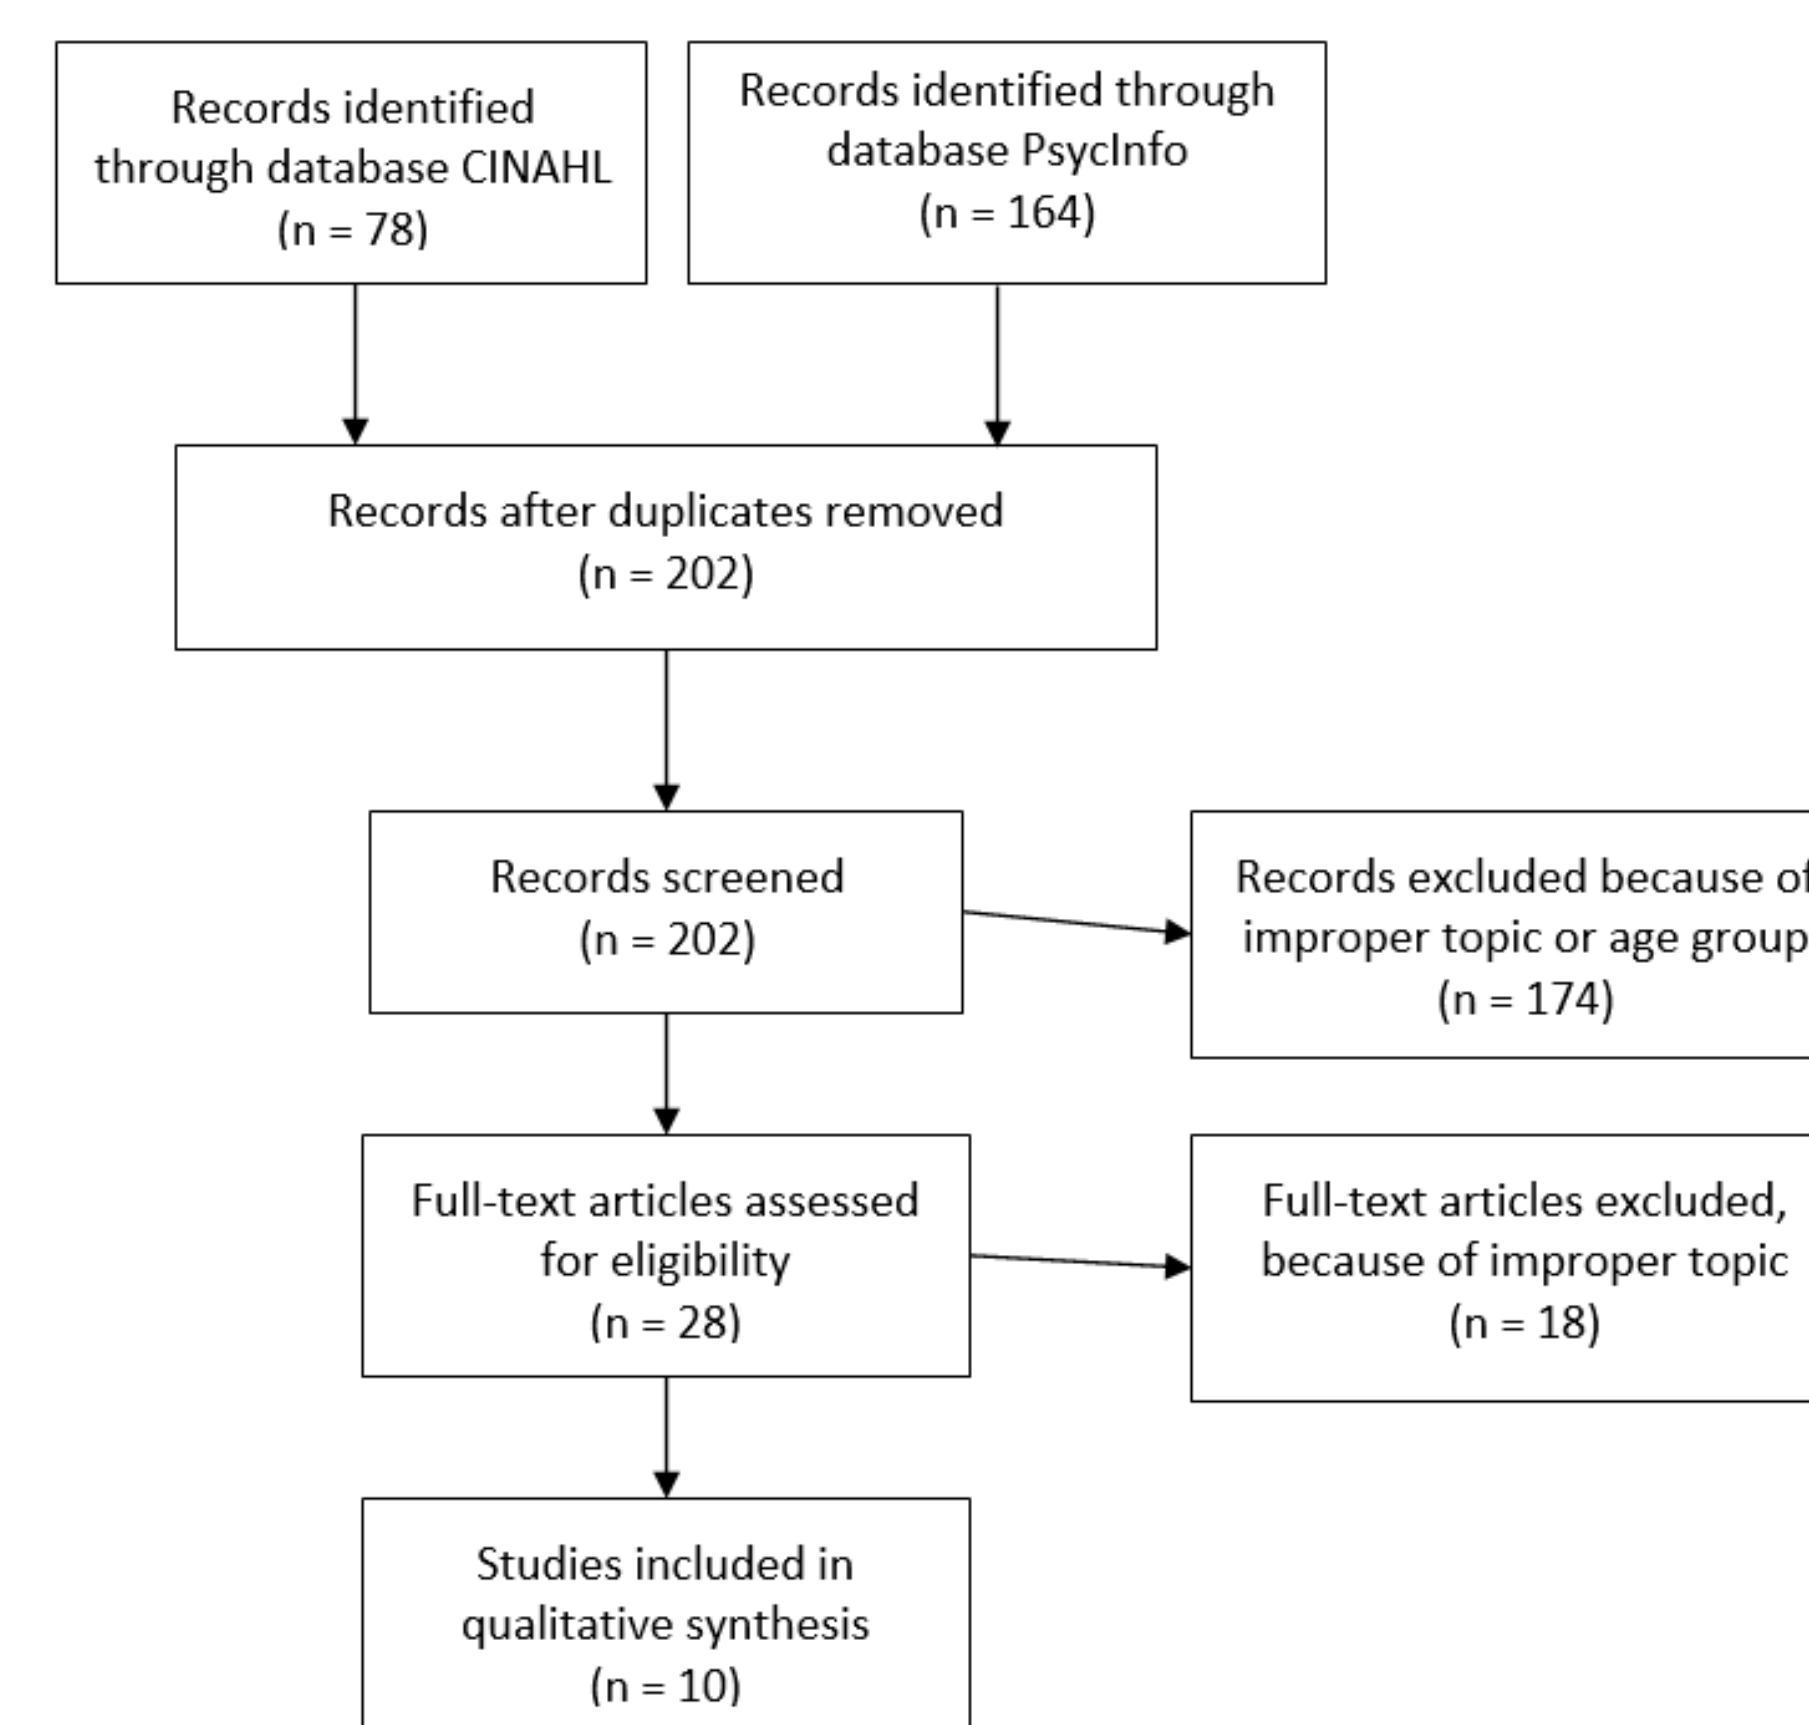 Records identified
through database CINAHL
(n = 78)
Records identified through
database PsycInfo
(n = 164)
Records after duplicates removed
(n = 202)
Records screened
(n = 202)
Records excluded because of
improper topic or age group
(n = 174)
Full-text articles assessed
for eligibility
(n = 28)
Full-text articles excluded,
because of improper topic
(n = 18)
Studies included in
qualitative synthesis
(n = 10)